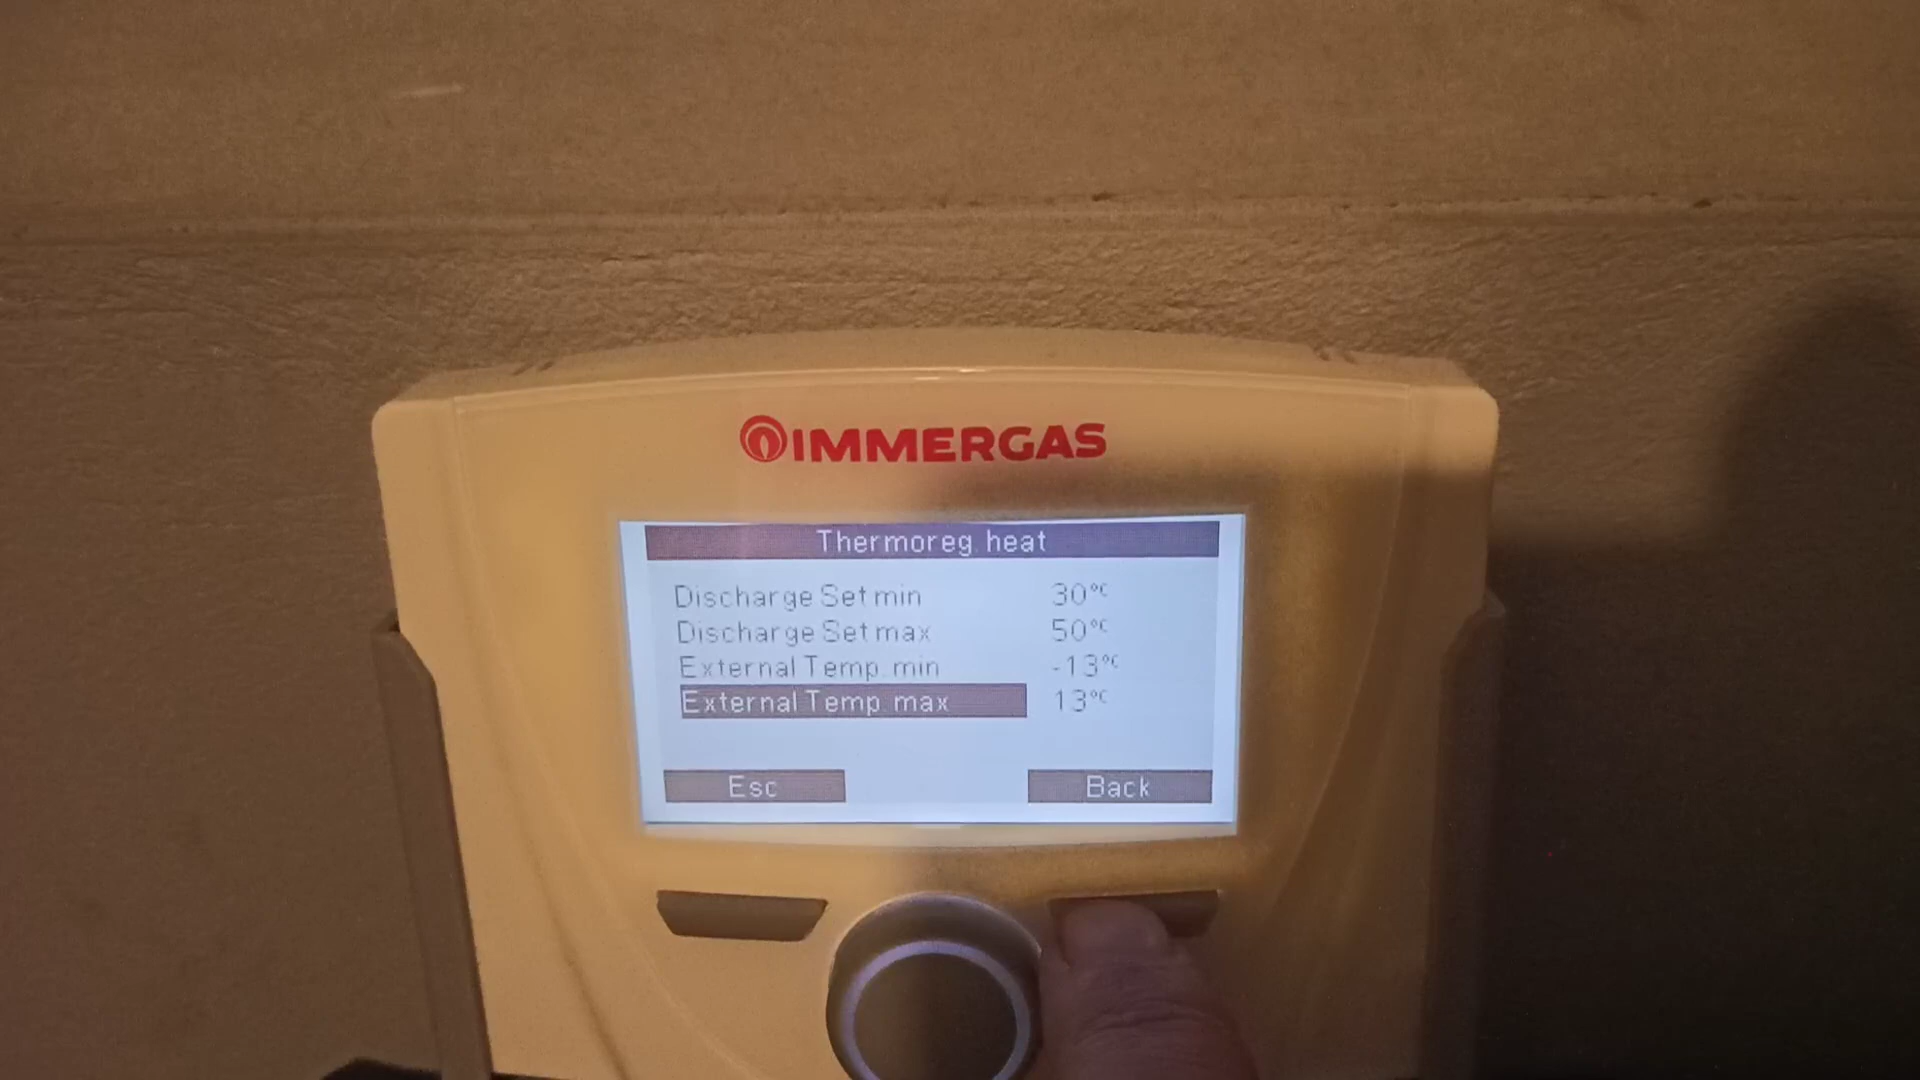 IMMERGAS
Thermoreg. heat
Discharge Set min 30°C
Discharge Set max 50°C
External Temp. min -13°C
External Temp. max 13°C
Esc Back